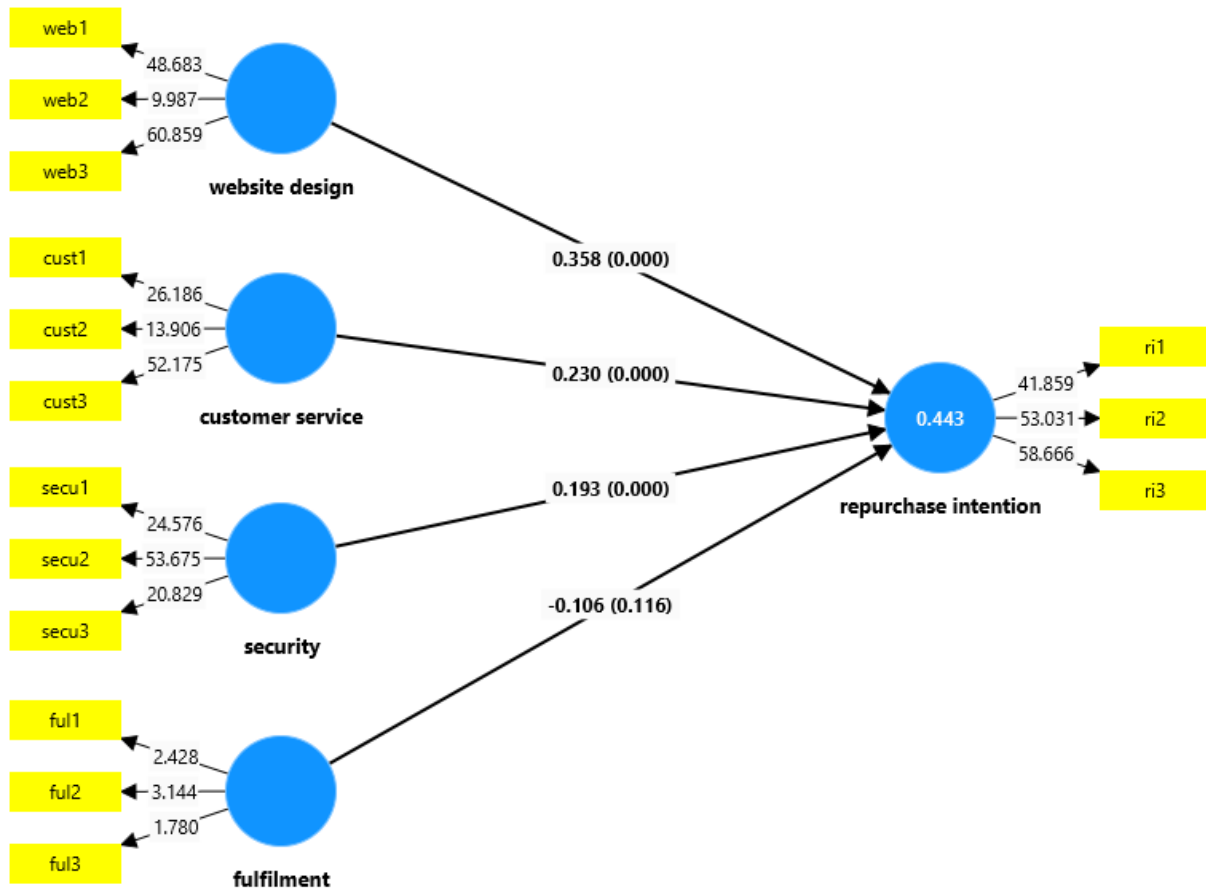 web1
48.683
web2
9.987
60.859
web3
website design
0.358 (0.000)
cust1
26.186
cust2
13.906
52.175
cust3
customer service
0.230 (0.000)
secu1
24.576
secu2
53.675
20.829
secu3
security
0.193 (0.000)
ful1
2.428
ful2
3.144
1.780
ful3
fulfilment
-0.106 (0.116)
0.443
repurchase intention
ri1
41.859
ri2
53.031
58.666
ri3